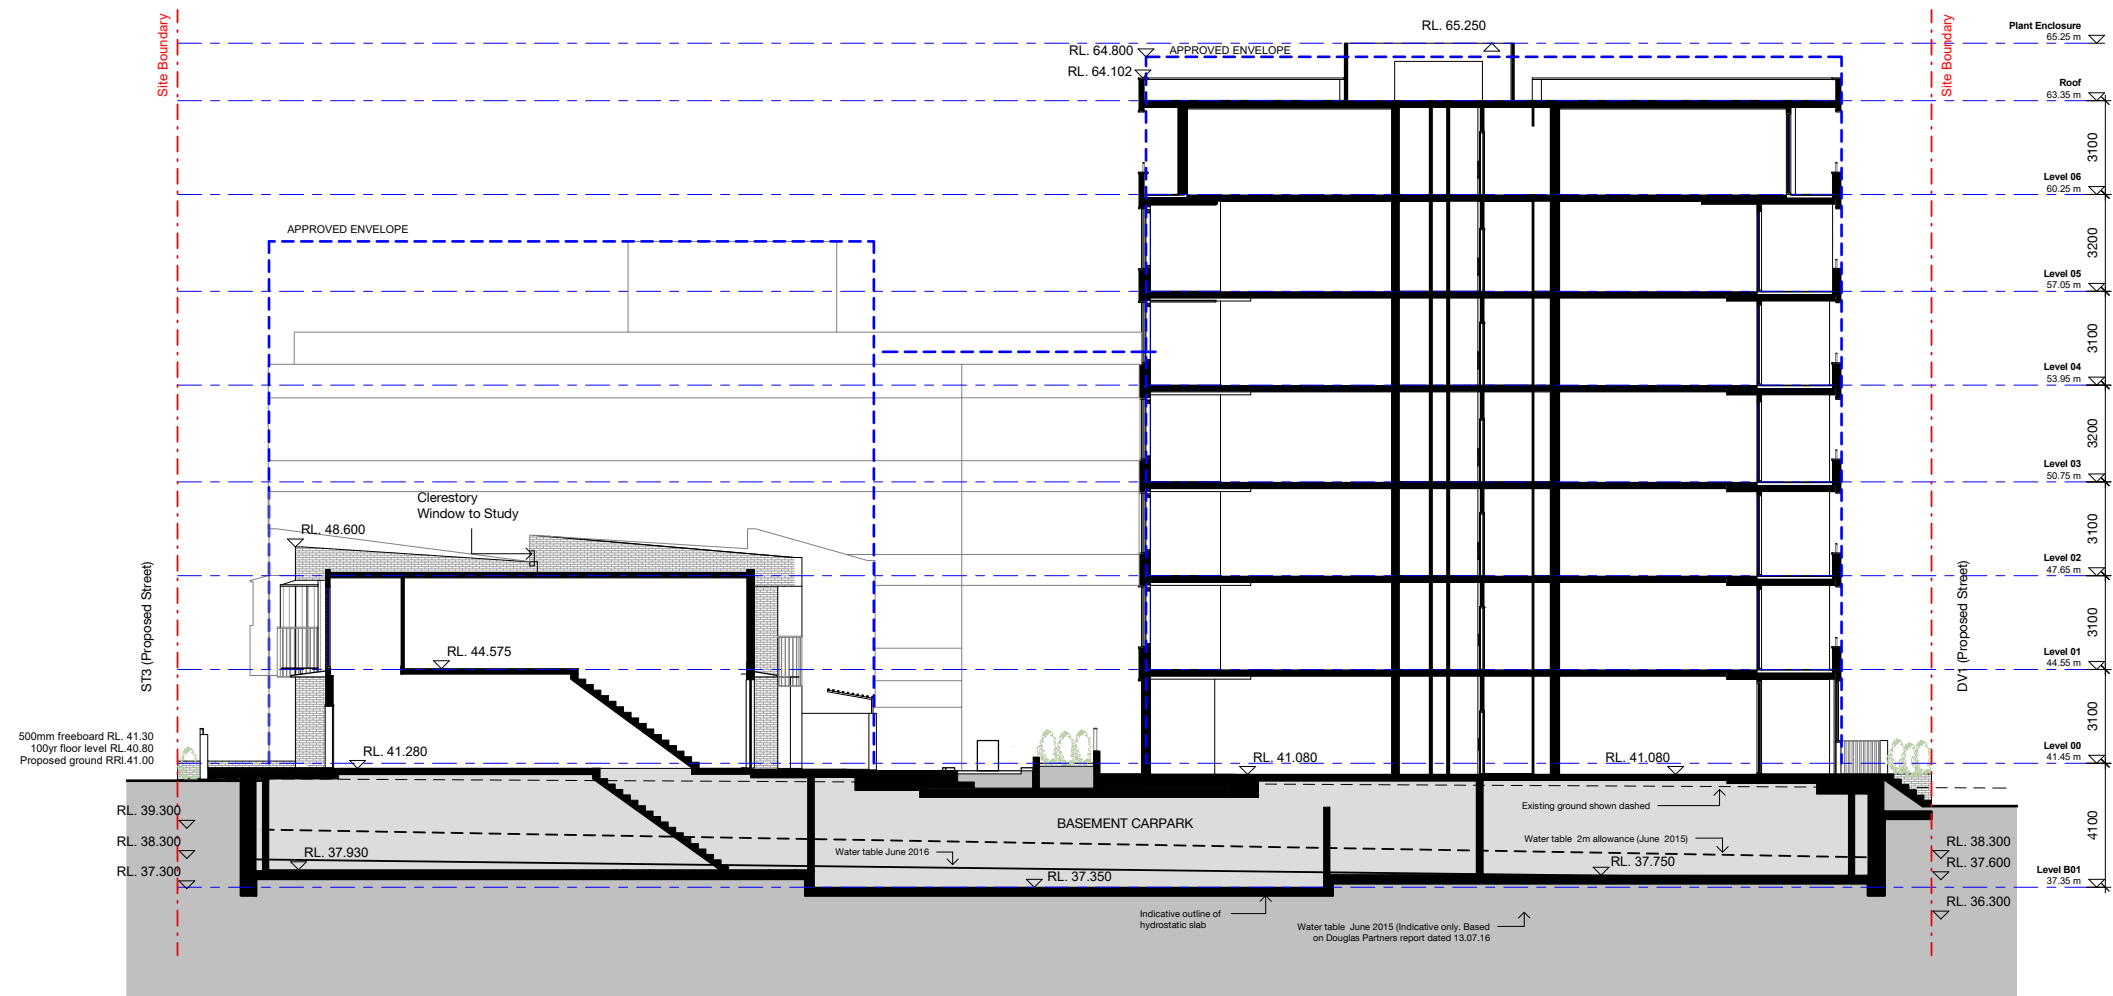 Site Boundary
RL. 65.250
RL. 64.800
APPROVED ENVELOPE
RL. 64.102
Site Boundary
Plant Enclosure
65.25 m
Roof
63.35 m
3100
Level 06
60.25 m
3200
APPROVED ENVELOPE
Level 05
57.05 m
3100
Level 04
53.95 m
3200
Level 03
50.75 m
3100
Clerestory
Window to Study
RL. 48.600
Level 02
47.65 m
3100
ST3 (Proposed Street)
DV1 (Proposed Street)
RL. 44.575
Level 01
44.55 m
3100
500mm freeboard RL. 41.30
100yr floor level RL.40.80
Proposed ground RRl.41.00
RL. 41.280
RL. 41.080
RL. 41.080
Level 00
41.45 m
4100
RL. 39.300
RL. 38.300
RL. 37.300
RL. 37.930
BASEMENT CARPARK
Water table June 2016
RL. 37.350
Existing ground shown dashed
Water table 2m allowance (June 2015)
RL. 37.750
RL. 38.300
RL. 37.600
RL. 36.300
Level B01
37.35 m
Indicative outline of
hydrostatic slab
Water table June 2015 (Indicative only. Based
on Douglas Partners report dated 13.07.16